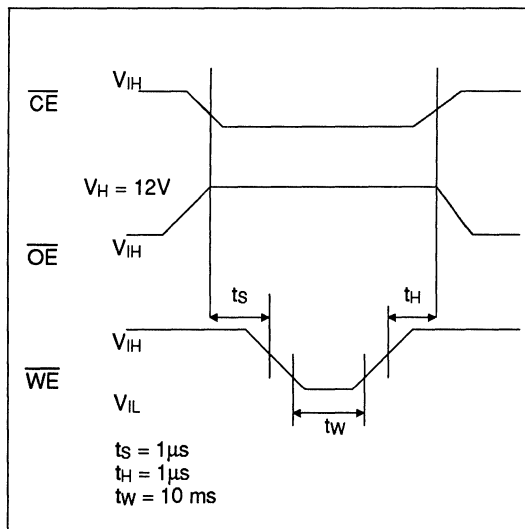 VIH
CE
VH = 12V
OE
VIH
tS
tH
VIH
WE
VIL
tW
tS = 1µs
tH = 1µs
tW = 10 ms